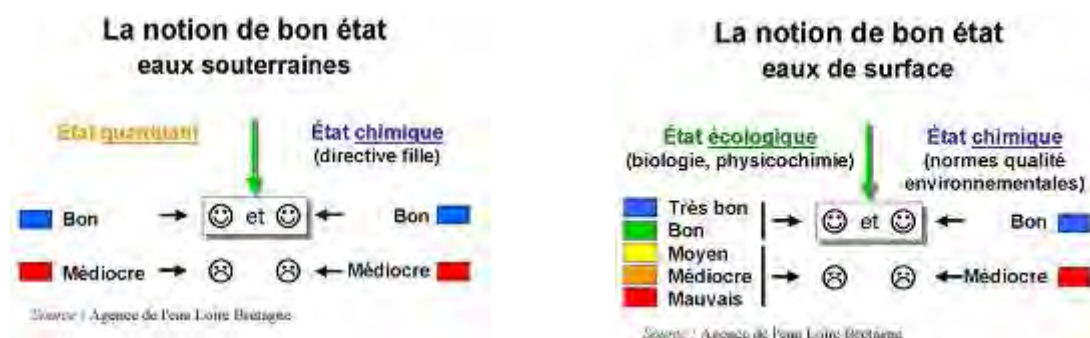 La notion de bon état
eaux souterraines
État quantitatif
État chimique
(directive fille)
Bon
et
Bon
Médiocre
Médiocre
Source : Agence de l'eau Loire Bretagne
La notion de bon état
eaux de surface
État écologique
(biologie, physicochimie)
État chimique
(normes qualité
environnementales)
Très bon
Bon
et
Bon
Moyen
Médiocre
Médiocre
Mauvais
Source : Agence de l'eau Loire Bretagne